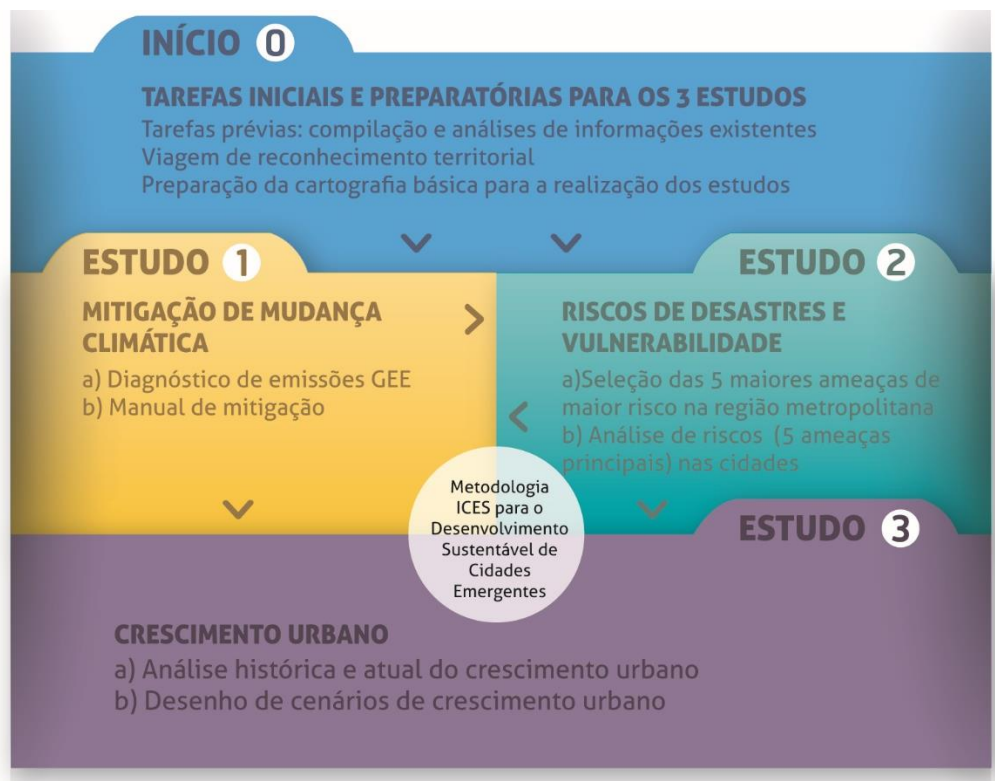 INÍCIO 0
TAREFAS INICIAIS E PREPARATÓRIAS PARA OS 3 ESTUDOS
Tarefas prévias: compilação e análises de informações existentes
Viagem de reconhecimento territorial
Preparação da cartografia básica para a realização dos estudos
ESTUDO 1
MITIGAÇÃO DE MUDANÇA
CLIMÁTICA
a) Diagnóstico de emissões GEE
b) Manual de mitigação
ESTUDO 2
RISCOS DE DESASTRES E
VULNERABILIDADE
a)Seleção das 5 maiores ameaças de
maior risco na região metropolitana
b) Análise de riscos (5 ameaças
principais) nas cidades
Metodologia
ICES para o
Desenvolvimento
Sustentável de
Cidades
Emergentes
ESTUDO 3
CRESCIMENTO URBANO
a) Análise histórica e atual do crescimento urbano
b) Desenho de cenários de crescimento urbano